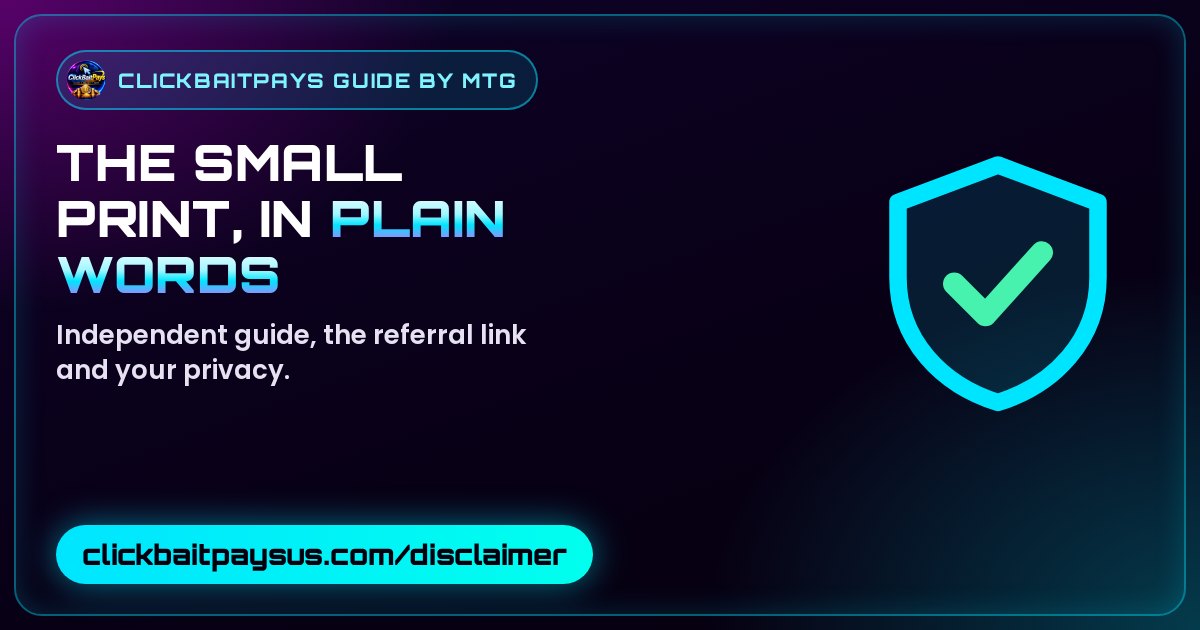 ClickBaitPays
CLICKBAITPAYS GUIDE BY MTG
THE SMALL
PRINT, IN PLAIN
WORDS
Independent guide, the referral link
and your privacy.
clickbaitpaysus.com/disclaimer